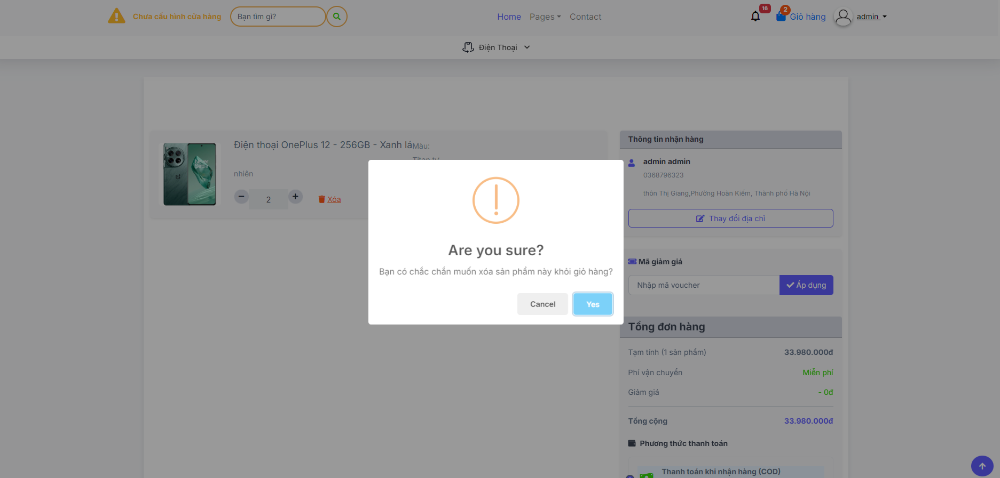 Chưa cấu hình cửa hàng
Bạn tìm gì?
Home
Pages
Contact
16
2
Giỏ hàng
admin
Điện Thoại
Điện thoại OnePlus 12 - 256GB - Xanh lá
Màu:
Titan tự
nhiên
Never
Settle
2
Xóa
Thông tin nhận hàng
admin admin
0368796323
thôn Thị Giang,Phường Hoàn Kiếm, Thành phố Hà Nội
Thay đổi địa chỉ
Are you sure?
Bạn có chắc chắn muốn xóa sản phẩm này khỏi giỏ hàng?
Cancel
Yes
Mã giảm giá
Nhập mã voucher
Áp dụng
Tổng đơn hàng
Tạm tính (1 sản phẩm)
33.980.000đ
Phí vận chuyển
Miễn phí
Giảm giá
- 0đ
Tổng cộng
33.980.000đ
Phương thức thanh toán
Thanh toán khi nhận hàng (COD)